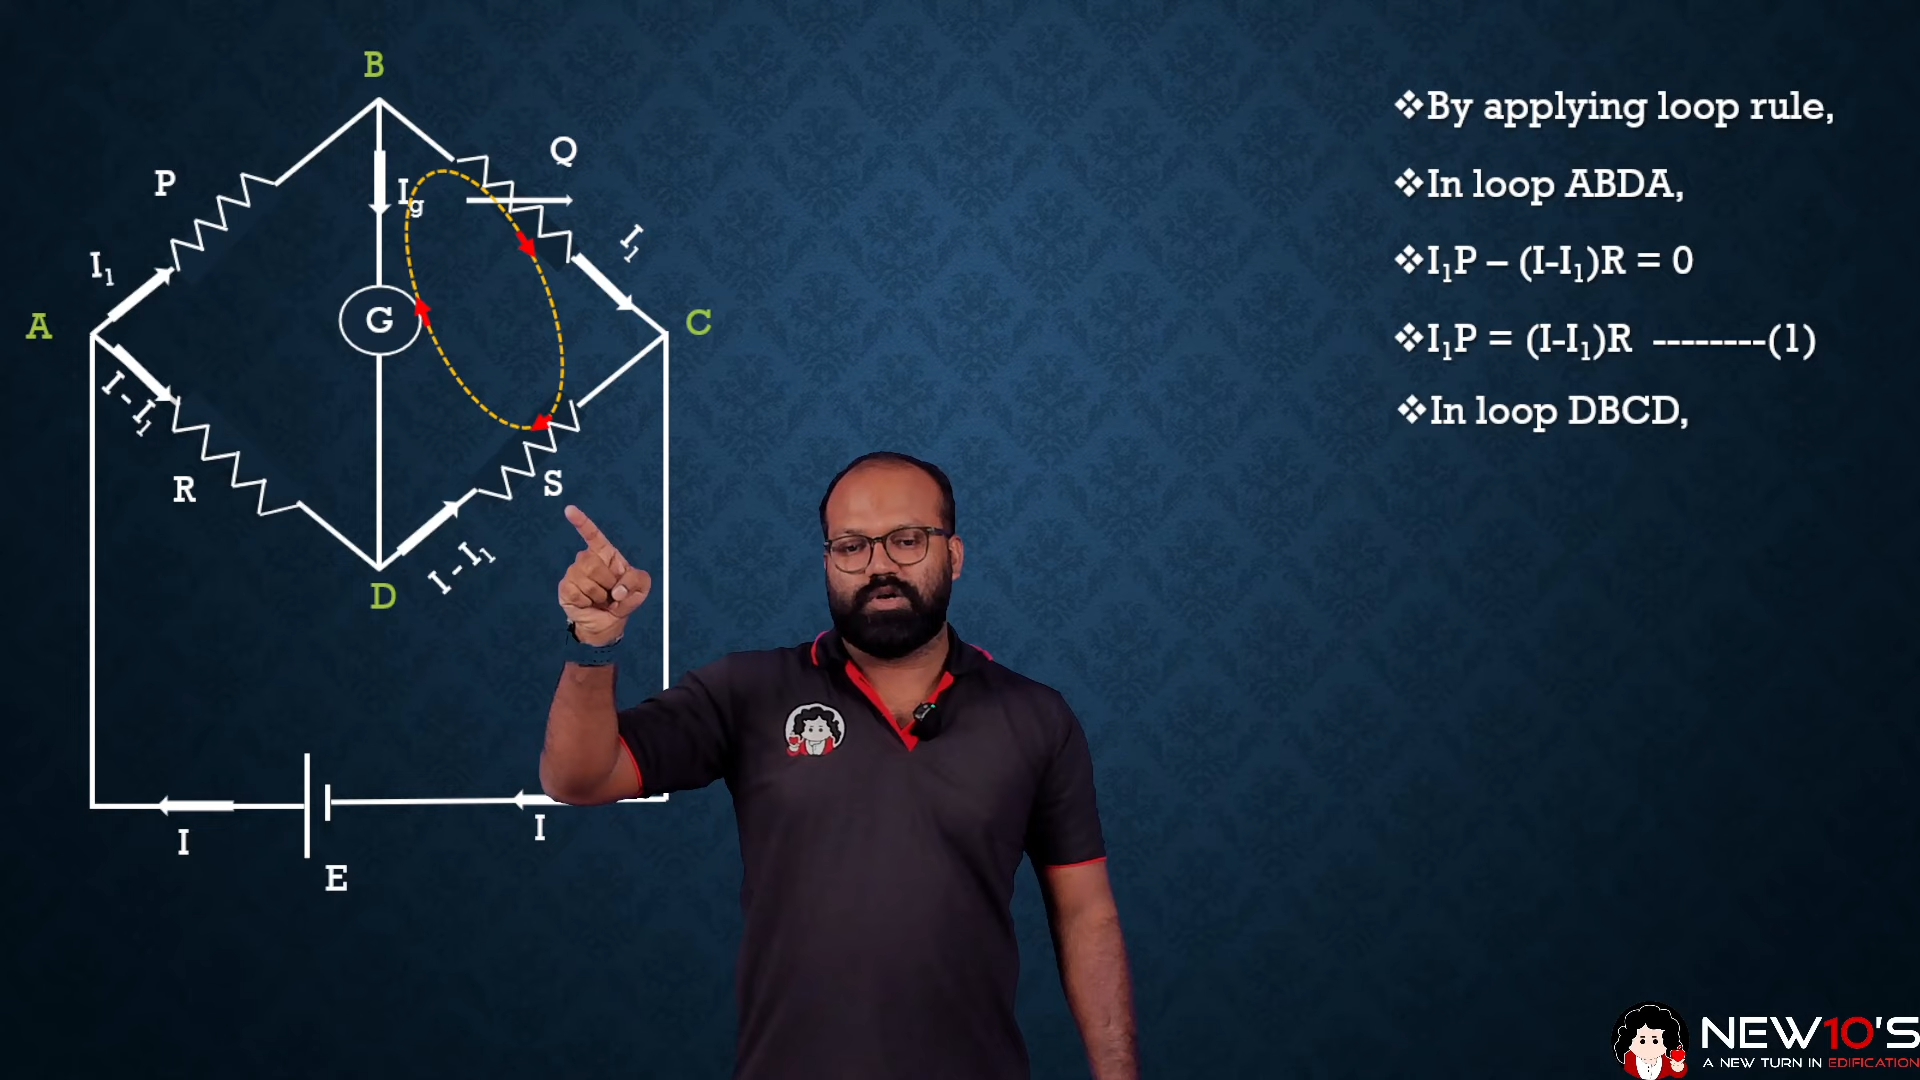 B
P
Q
I₁
I_g
I₁
A
G
C
I - I₁
R
S
D
I - I₁
I
I
E
❖By applying loop rule,
❖In loop ABDA,
❖I₁P – (I-I₁)R = 0
❖I₁P = (I-I₁)R --------(1)
❖In loop DBCD,
NEW10'S
A NEW TURN IN EDIFICATION